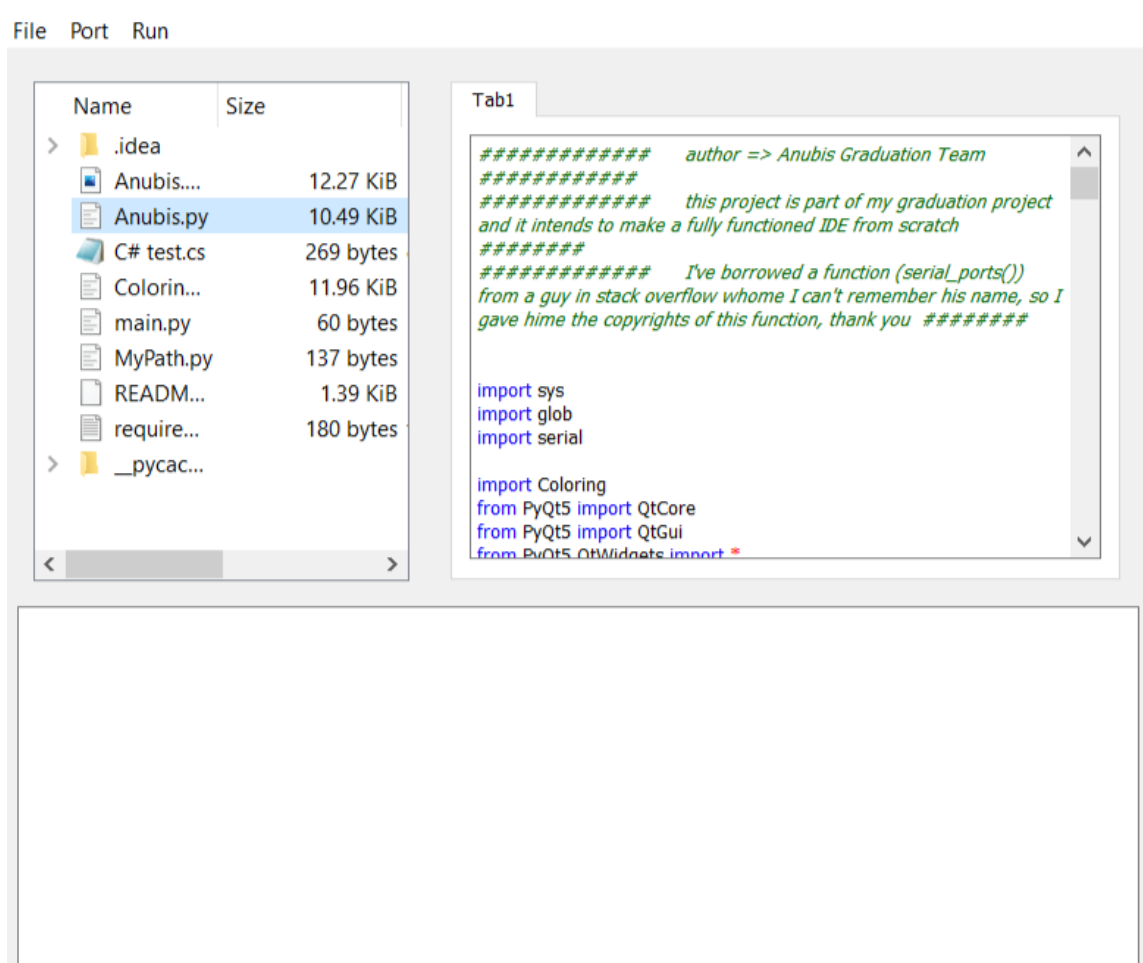 File Port Run
Name Size
.idea
Anubis.... 12.27 KiB
Anubis.py 10.49 KiB
C# test.cs 269 bytes
Colorin... 11.96 KiB
main.py 60 bytes
MyPath.py 137 bytes
READM... 1.39 KiB
require... 180 bytes
__pycac...
Tab1
############# author => Anubis Graduation Team
############
############# this project is part of my graduation project
and it intends to make a fully functioned IDE from scratch
########
############# I've borrowed a function (serial_ports())
from a guy in stack overflow whome I can't remember his name, so I
gave hime the copyrights of this function, thank you ########
import sys
import glob
import serial
import Coloring
from PyQt5 import QtCore
from PyQt5 import QtGui
from PyQt5.QtWidgets import *